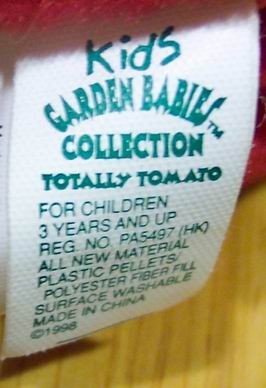 Kids
GARDEN BABIES™
COLLECTION
TOTALLY TOMATO
FOR CHILDREN
3 YEARS AND UP
REG. NO. PA5497 (HK)
ALL NEW MATERIAL
PLASTIC PELLETS/
POLYESTER FIBER FILL
SURFACE WASHABLE
MADE IN CHINA
©1998